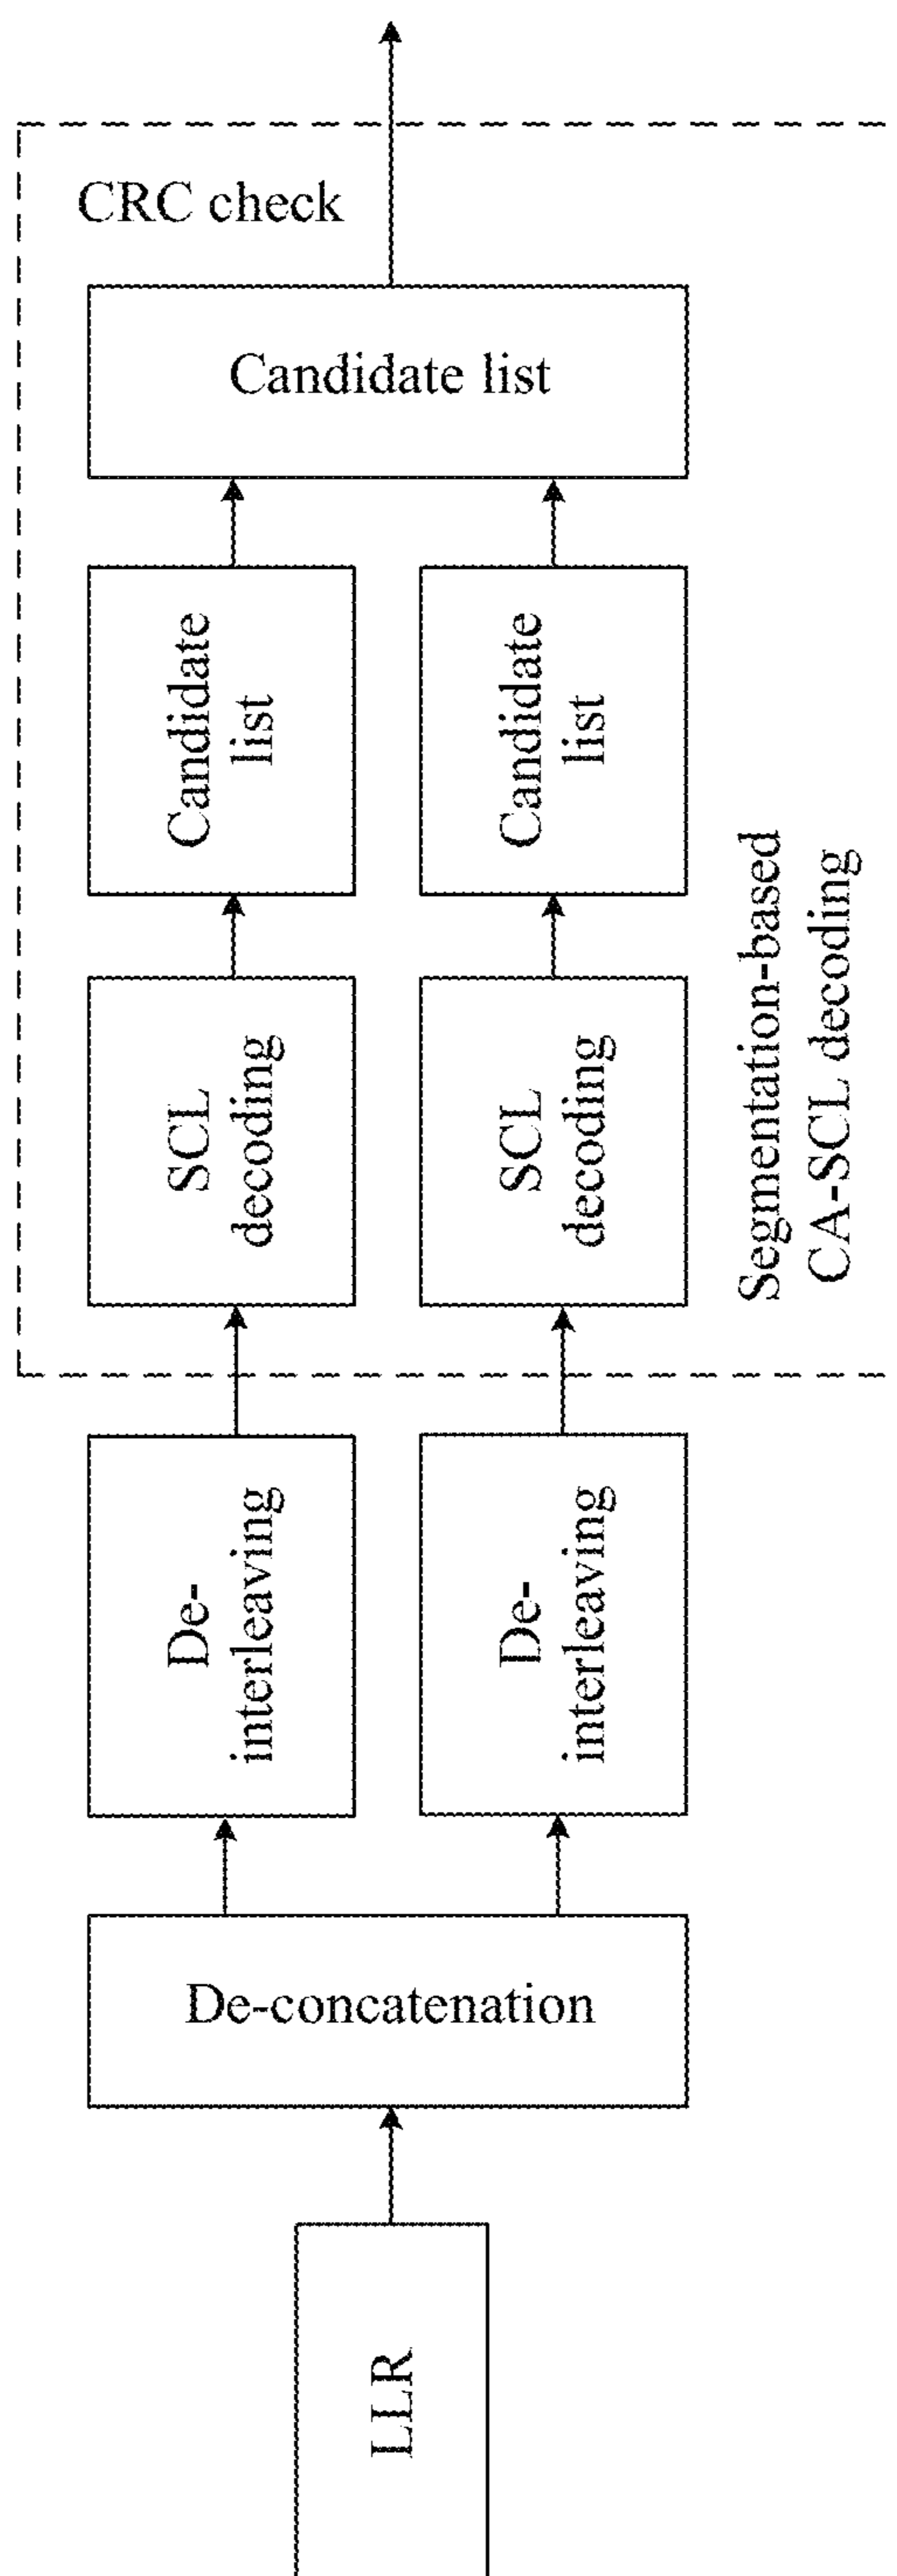 CRC check
Candidate list
Candidate
list
Candidate
list
SCL
decoding
SCL
decoding
Segmentation-based
CA-SCL decoding
De-
interleaving
De-
interleaving
De-concatenation
LLR